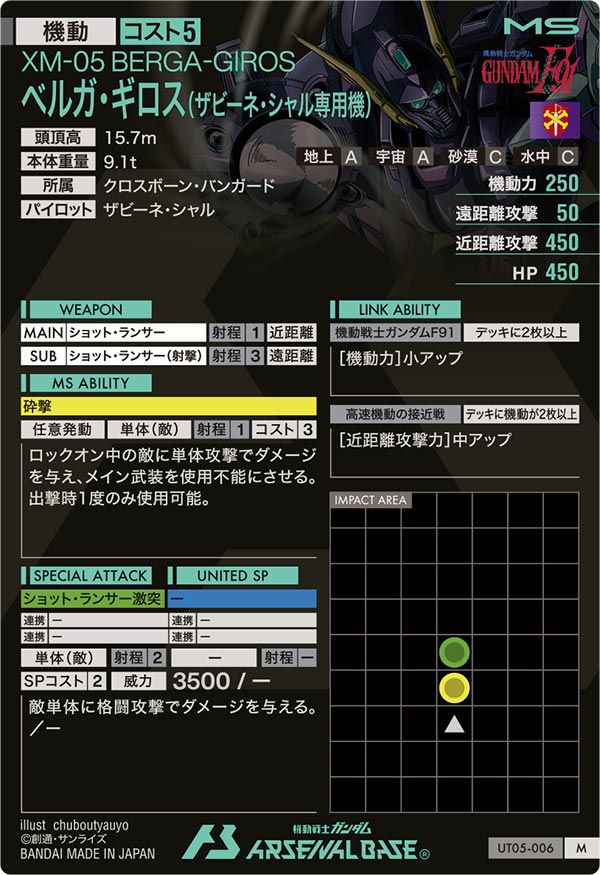 機動 コスト5
MS
XM-05 BERGA-GIROS
機動戦士ガンダム
GUNDAM F91
ベルガ・ギロス(ザビーネ・シャル専用機)
頭頂高 15.7m
本体重量 9.1t
所属 クロスボーン・バンガード
パイロット ザビーネ・シャル
地上 A 宇宙 A 砂漠 C 水中 C
機動力 250
遠距離攻撃 50
近距離攻撃 450
HP 450
WEAPON
MAIN ショット・ランサー 射程 1 近距離
SUB ショット・ランサー(射撃) 射程 3 遠距離
MS ABILITY
砕撃
任意発動 単体(敵) 射程 1 コスト 3
ロックオン中の敵に単体攻撃でダメージ
を与え、メイン武装を使用不能にさせる。
出撃時1度のみ使用可能。
LINK ABILITY
機動戦士ガンダムF91 デッキに2枚以上
[機動力]小アップ
高速機動の接近戦 デッキに機動が2枚以上
[近距離攻撃力]中アップ
IMPACT AREA
SPECIAL ATTACK UNITED SP
ショット・ランサー激突 ー
連携 ー 連携 ー
連携 ー 連携 ー
単体(敵) 射程 2 ー 射程 ー
SPコスト 2 威力 3500 / ー
敵単体に格闘攻撃でダメージを与える。
/ー
illust chuboutyauyo
©創通・サンライズ
BANDAI MADE IN JAPAN
機動戦士ガンダム
AB ARSENAL BASE®
UT05-006 M